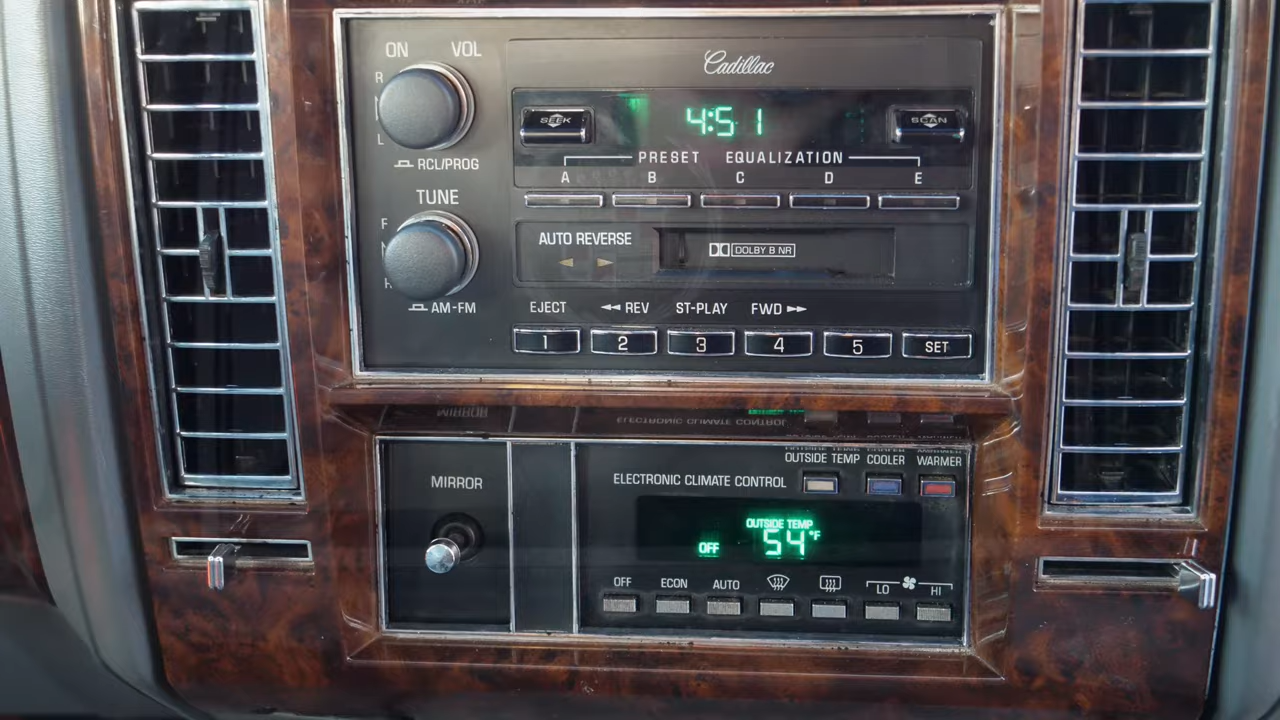 ON VOL
Cadillac
R
L
SEEK
4:51
SCAN
RCL/PROG
PRESET EQUALIZATION
A B C D E
TUNE
F
AUTO REVERSE
DOLBY B NR
R
AM-FM
EJECT REV ST-PLAY FWD
1 2 3 4 5 SET
MIRROR
ELECTRONIC CLIMATE CONTROL
OUTSIDE TEMP COOLER WARMER
MIRROR
ELECTRONIC CLIMATE CONTROL
OUTSIDE TEMP
OFF 54°F
OFF ECON AUTO LO HI